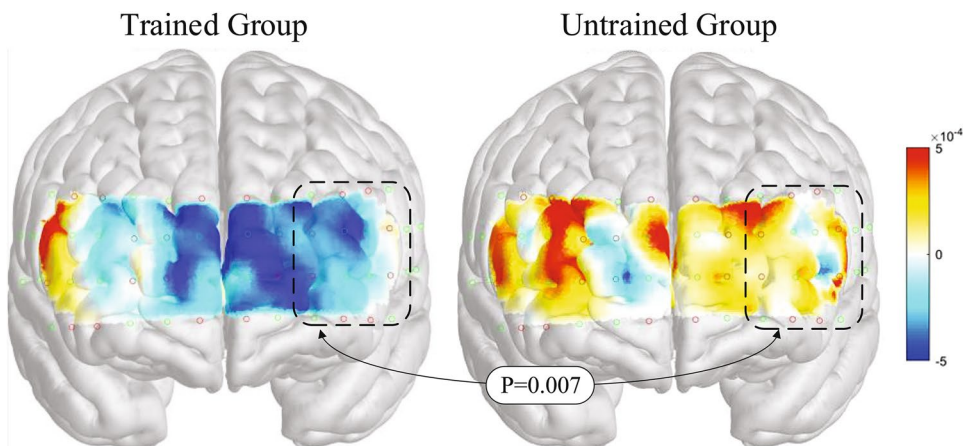 Trained Group
Untrained Group
×10⁻⁴
5
0
-5
P=0.007